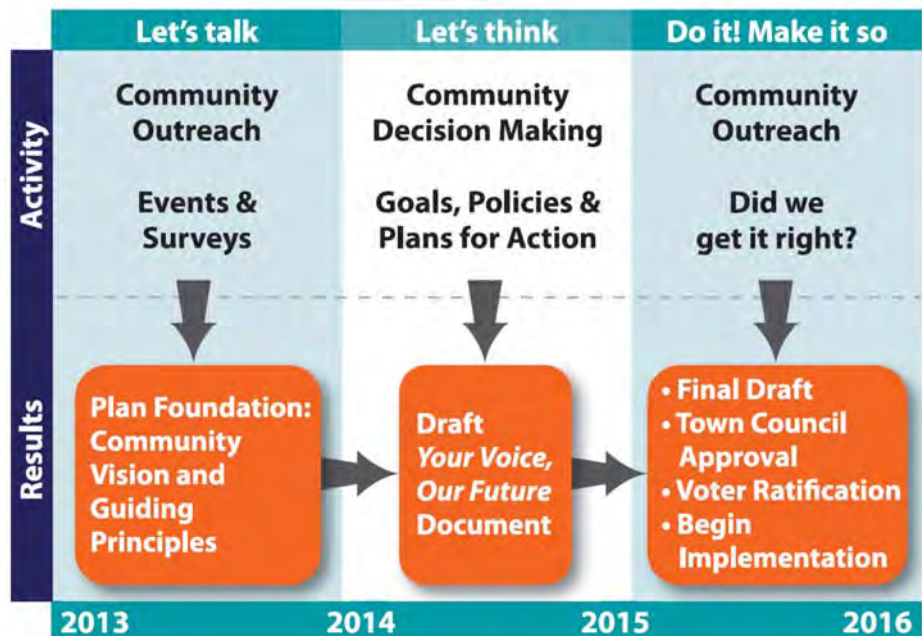 Let's talk
Let's think
Do it! Make it so
Activity
Community
Outreach
Events &
Surveys
Community
Decision Making
Goals, Policies &
Plans for Action
Community
Outreach
Did we
get it right?
Results
Plan Foundation:
Community
Vision and
Guiding
Principles
Draft
Your Voice,
Our Future
Document
• Final Draft
• Town Council
Approval
• Voter Ratification
• Begin
Implementation
2013
2014
2015
2016